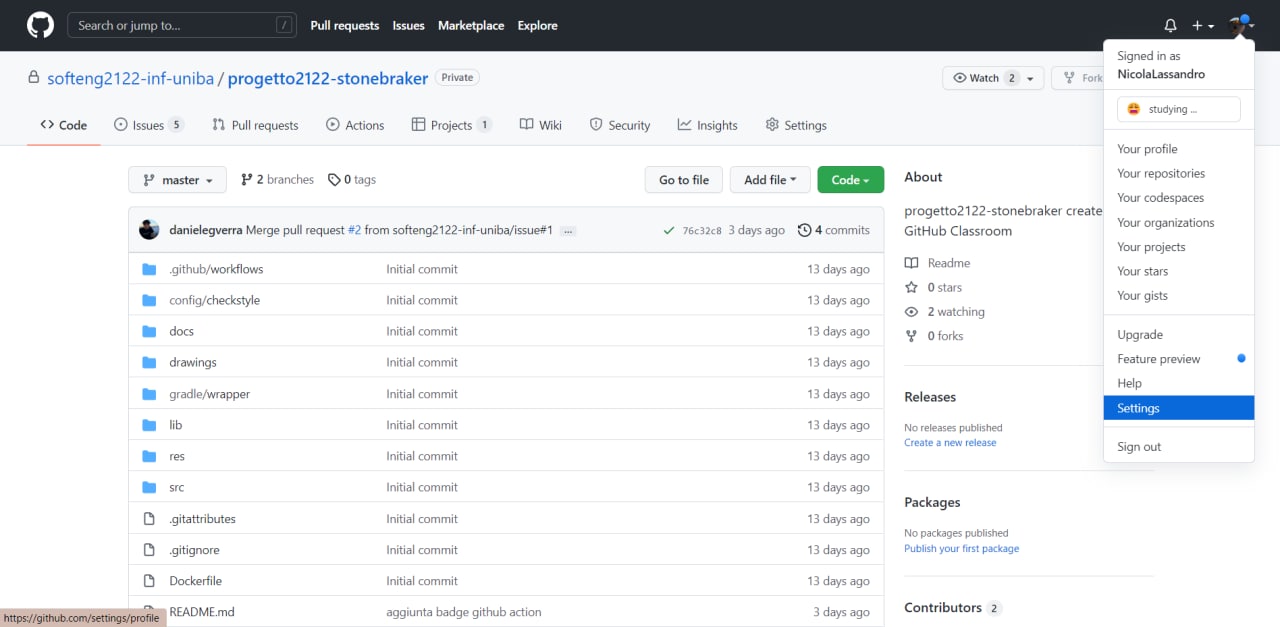 Search or jump to... / Pull requests Issues Marketplace Explore
softeng2122-inf-uniba / progetto2122-stonebraker Private
Watch 2 Fork
Code Issues 5 Pull requests Actions Projects 1 Wiki Security Insights Settings
master 2 branches 0 tags Go to file Add file Code
danielegverra Merge pull request #2 from softeng2122-inf-uniba/issue#1 ... 76c32c8 3 days ago 4 commits
.github/workflows Initial commit 13 days ago
config/checkstyle Initial commit 13 days ago
docs Initial commit 13 days ago
drawings Initial commit 13 days ago
gradle/wrapper Initial commit 13 days ago
lib Initial commit 13 days ago
res Initial commit 13 days ago
src Initial commit 13 days ago
.gitattributes Initial commit 13 days ago
.gitignore Initial commit 13 days ago
Dockerfile Initial commit 13 days ago
README.md aggiunta badge github action 3 days ago
About
progetto2122-stonebraker create
GitHub Classroom
Readme
0 stars
2 watching
0 forks
Releases
No releases published
Create a new release
Packages
No packages published
Publish your first package
Contributors 2
Signed in as
NicolaLassandro
studying ...
Your profile
Your repositories
Your codespaces
Your organizations
Your projects
Your stars
Your gists
Upgrade
Feature preview
Help
Settings
Sign out
https://github.com/settings/profile